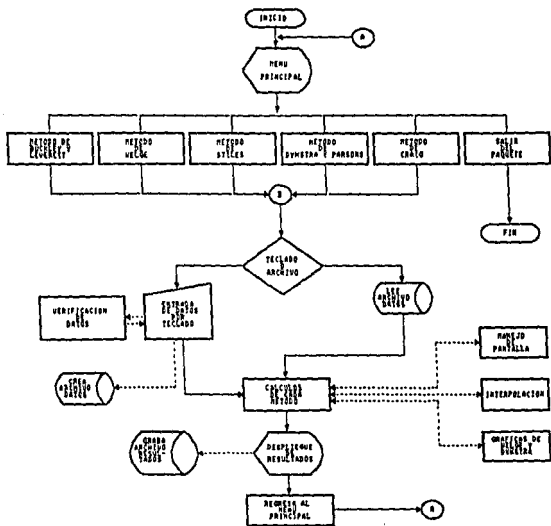 INICIO
A
MENU
PRINCIPAL
METODO DE
BUCKLEY Y
LEVERETT
METODO
DE
WELGE
METODO
DE
STILES
METODO
DE
DYKSTRA Y PARSONS
METODO
DE
CRAIG
SALIR
DEL
PAQUETE
B
FIN
TECLADO
O
ARCHIVO
ENTRADA
DE DATOS
POR
TECLADO
LEE
ARCHIVO
DATOS
VERIFICACION
DE
DATOS
CREA
ARCHIVO
DATOS
CALCULOS
DE CADA
METODO
MANEJO
DE
PANTALLA
INTERPOLACION
GRAFICAS DE
WELGE Y
GRABA
ARCHIVO
RESUL-
TADOS
DESPLIEGUE
DE
RESULTADOS
REGRESA AL
MENU
PRINCIPAL
A